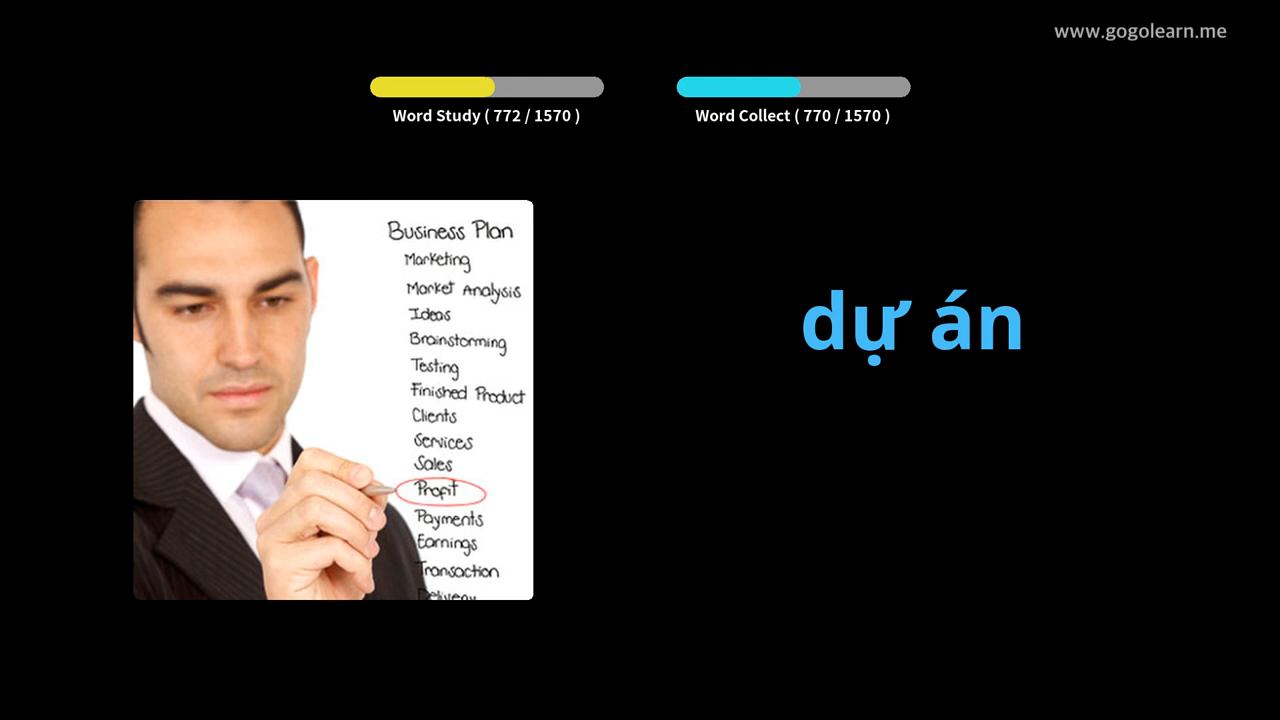 www.gogolearn.me
Word Study ( 772 / 1570 )
Word Collect ( 770 / 1570 )
Business Plan
Marketing
Market Analysis
Ideas
Brainstorming
Testing
Finished Product
Clients
Services
Sales
Profit
Payments
Earnings
Transaction
Delivery
dự án